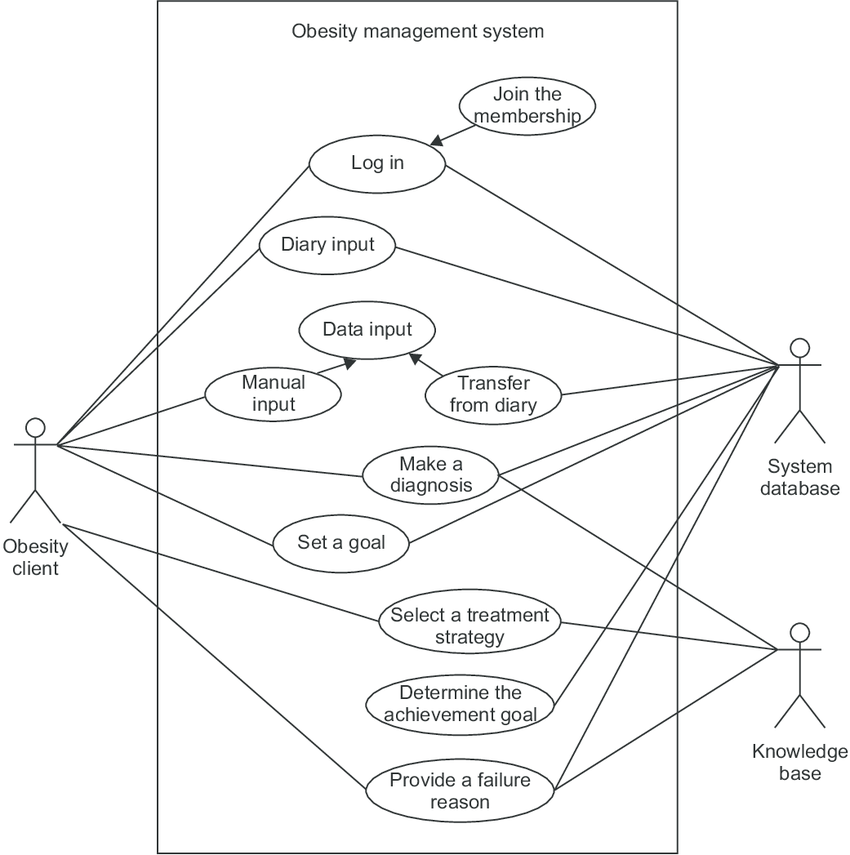 Obesity management system
Join the
membership
Log in
Diary input
Data input
Manual
input
Transfer
from diary
Make a
diagnosis
System
database
Set a goal
Obesity
client
Select a treatment
strategy
Determine the
achievement goal
Knowledge
base
Provide a failure
reason